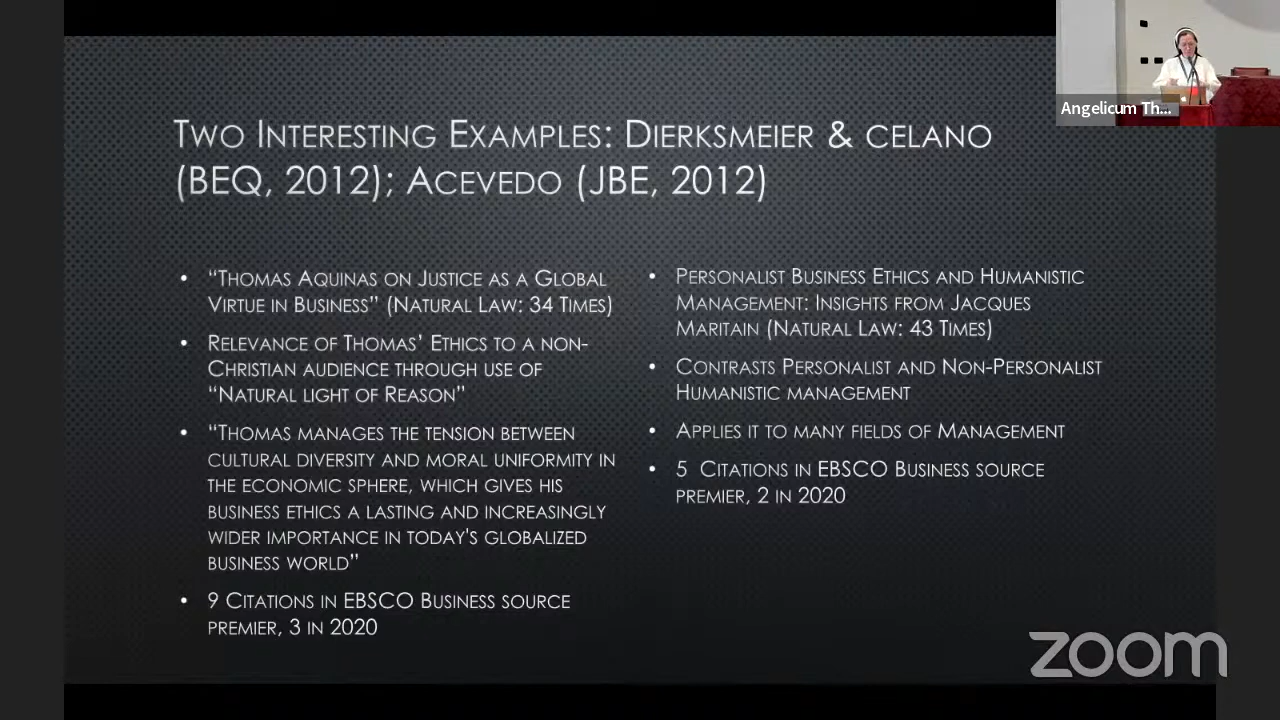 Two Interesting Examples: Dierksmeier & celano
(BEQ, 2012); Acevedo (JBE, 2012)
• “Thomas Aquinas on Justice as a Global
Virtue in Business” (Natural Law: 34 Times)
• Relevance of Thomas’ Ethics to a non-
Christian audience through use of
“Natural light of Reason”
• “Thomas manages the tension between
cultural diversity and moral uniformity in
the economic sphere, which gives his
business ethics a lasting and increasingly
wider importance in today's globalized
business world”
• 9 Citations in EBSCO Business source
premier, 3 in 2020
• Personalist Business Ethics and Humanistic
Management: Insights from Jacques
Maritain (Natural Law: 43 Times)
• Contrasts Personalist and Non-Personalist
Humanistic management
• Applies it to many fields of Management
• 5 Citations in EBSCO Business source
premier, 2 in 2020
Angelicum Th...
zoom